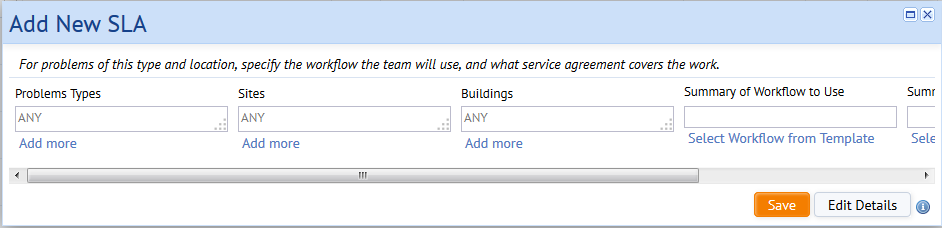 Add New SLA
For problems of this type and location, specify the workflow the team will use, and what service agreement covers the work.
Problems Types
Sites
Buildings
Summary of Workflow to Use
Summ
ANY
ANY
ANY
Add more
Add more
Add more
Select Workflow from Template
Sele
Save
Edit Details